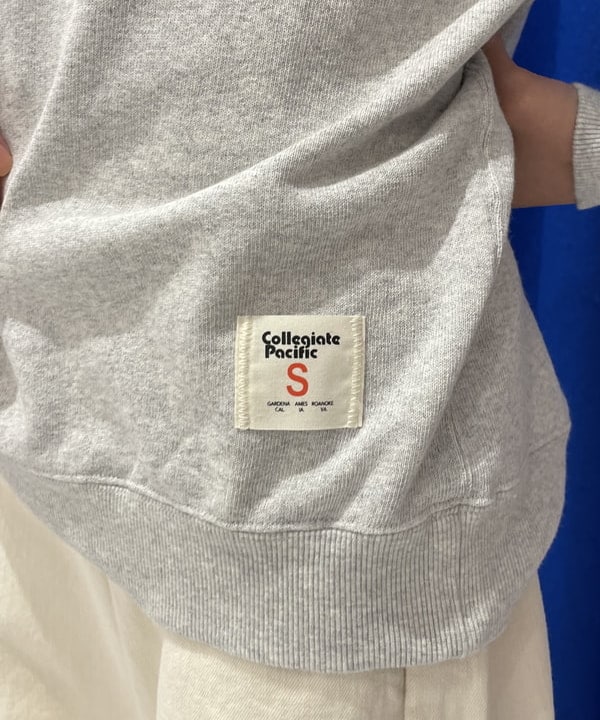 Collegiate
Pacific
S
GARDENA AMES ROANOKE
CAL IA. VA.